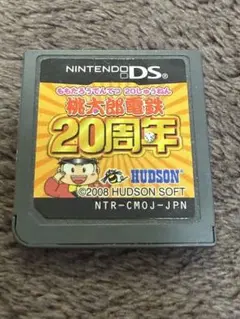 NINTENDO DS
ももたろうでんてつ 20しゅうねん
桃太郎電鉄
20周年
HUDSON
©2008 HUDSON SOFT
NTR-CMOJ-JPN